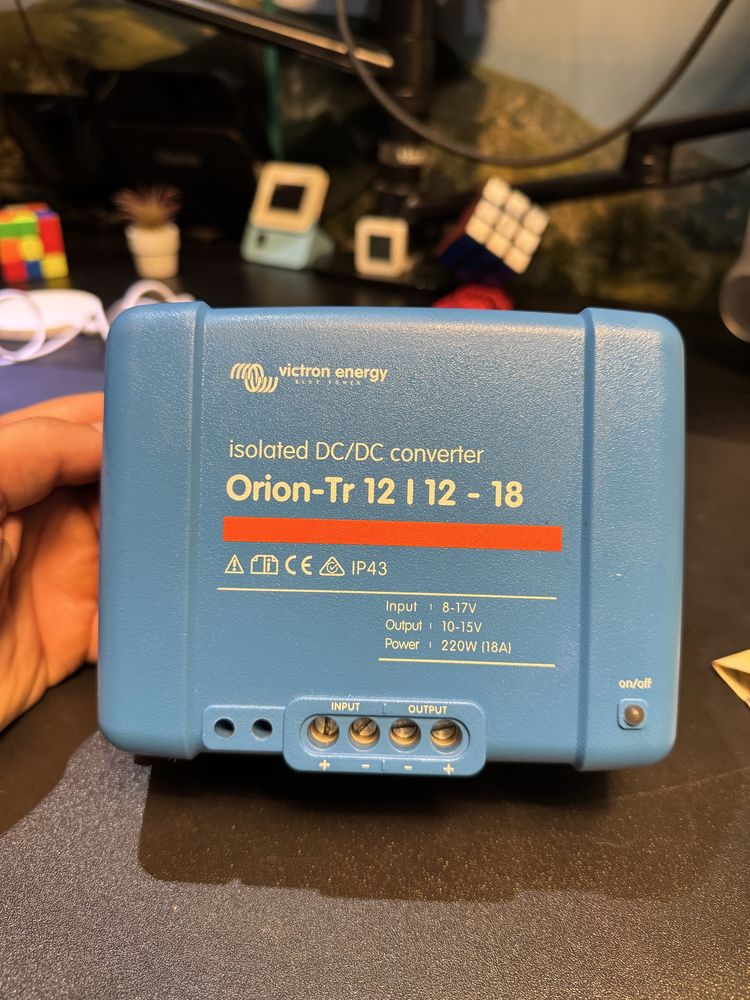 victron energy
BLUE POWER
isolated DC/DC converter
Orion-Tr 12 | 12 - 18
CE IP43
Input | 8-17V
Output | 10-15V
Power | 220W (18A)
on/off
INPUT | OUTPUT
+ - | - +